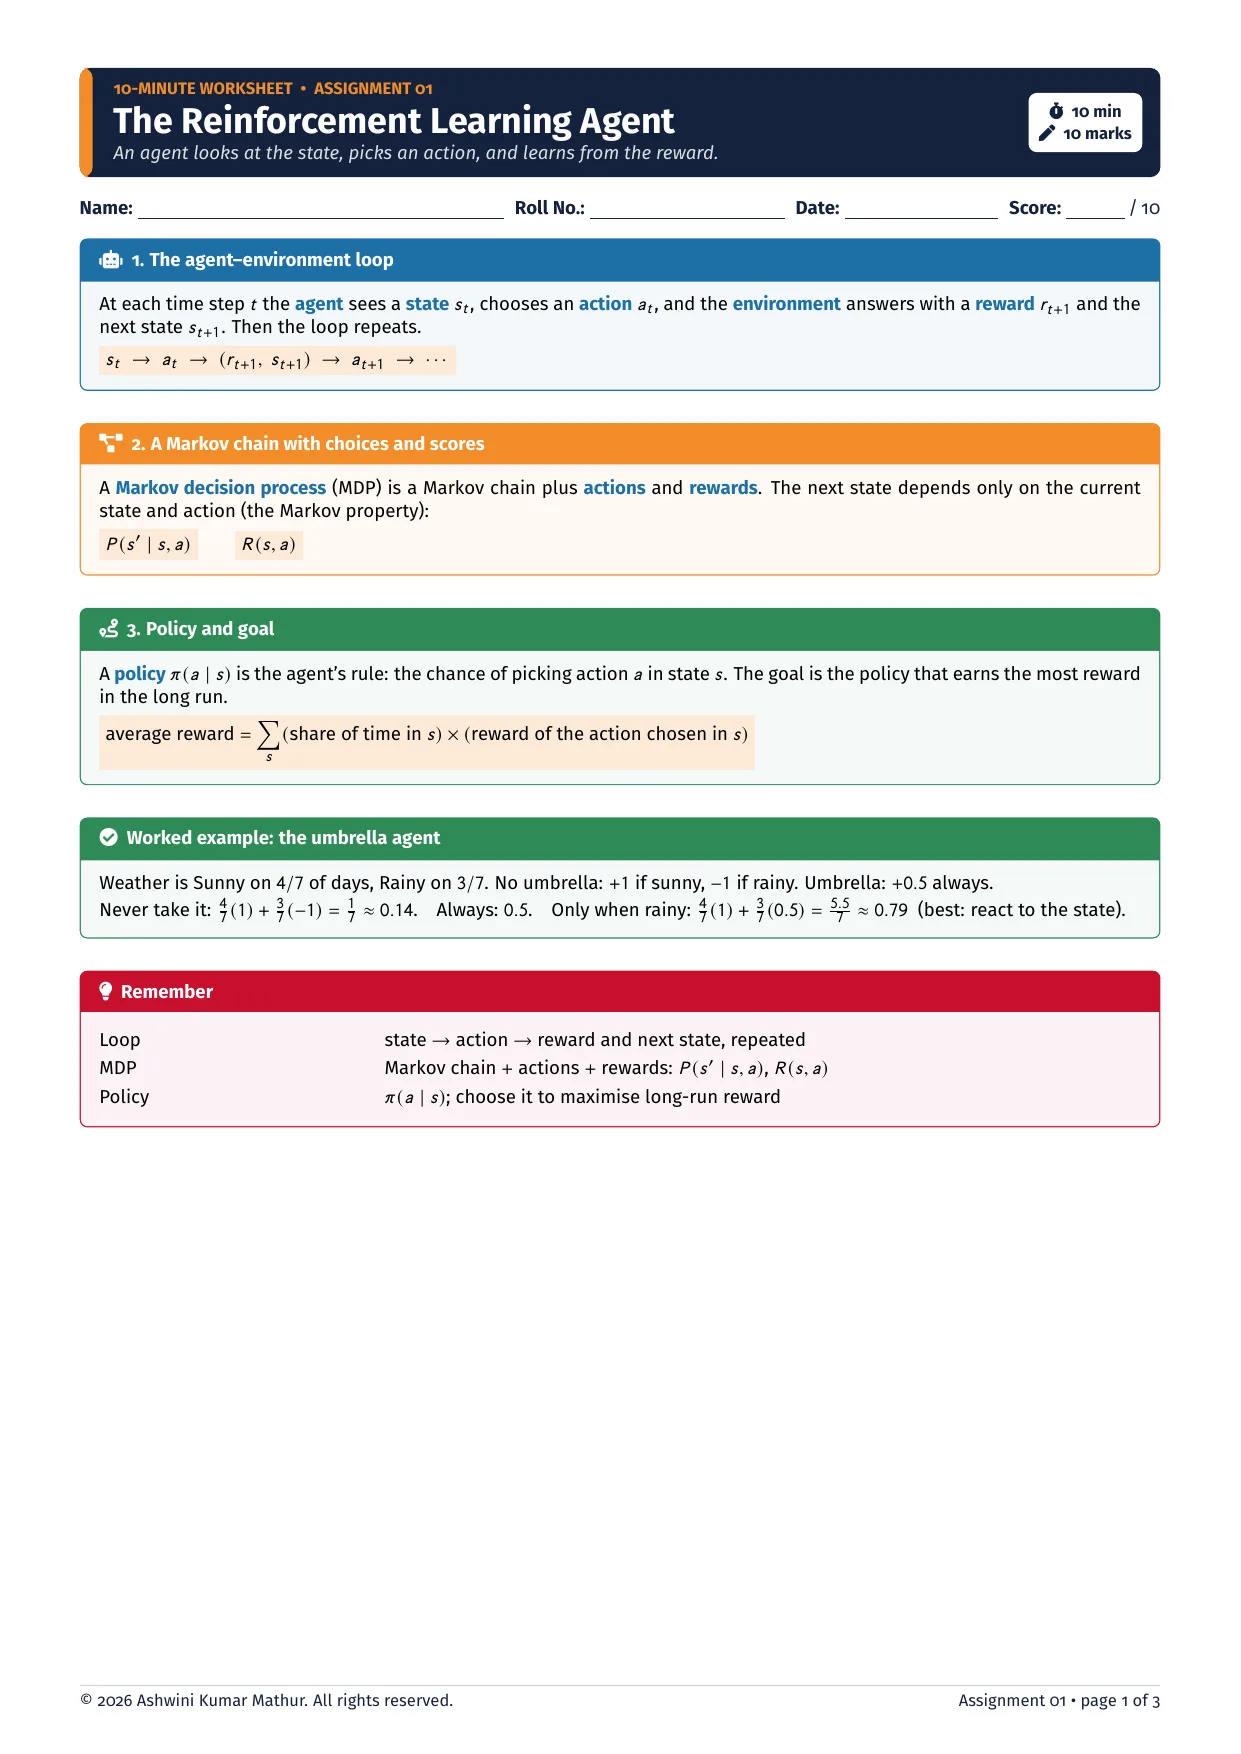 10-MINUTE WORKSHEET • ASSIGNMENT 01
The Reinforcement Learning Agent
An agent looks at the state, picks an action, and learns from the reward.
10 min
10 marks
Name: ____ Roll No.: ____ Date: ____ Score: ____ / 10
1. The agent–environment loop
At each time step t the agent sees a state s_t, chooses an action a_t, and the environment answers with a reward r_{t+1} and the
next state s_{t+1}. Then the loop repeats.
s_t → a_t → (r_{t+1}, s_{t+1}) → a_{t+1} → ⋯
2. A Markov chain with choices and scores
A Markov decision process (MDP) is a Markov chain plus actions and rewards. The next state depends only on the current
state and action (the Markov property):
P(s′ | s, a) R(s, a)
3. Policy and goal
A policy π(a | s) is the agent’s rule: the chance of picking action a in state s. The goal is the policy that earns the most reward
in the long run.
average reward = ∑_s (share of time in s) × (reward of the action chosen in s)
Worked example: the umbrella agent
Weather is Sunny on 4/7 of days, Rainy on 3/7. No umbrella: +1 if sunny, −1 if rainy. Umbrella: +0.5 always.
Never take it: 4/7(1) + 3/7(−1) = 1/7 ≈ 0.14. Always: 0.5. Only when rainy: 4/7(1) + 3/7(0.5) = 5.5/7 ≈ 0.79 (best: react to the state).
Remember
Loop state → action → reward and next state, repeated
MDP Markov chain + actions + rewards: P(s′ | s, a), R(s, a)
Policy π(a | s); choose it to maximise long-run reward
© 2026 Ashwini Kumar Mathur. All rights reserved.
Assignment 01 • page 1 of 3